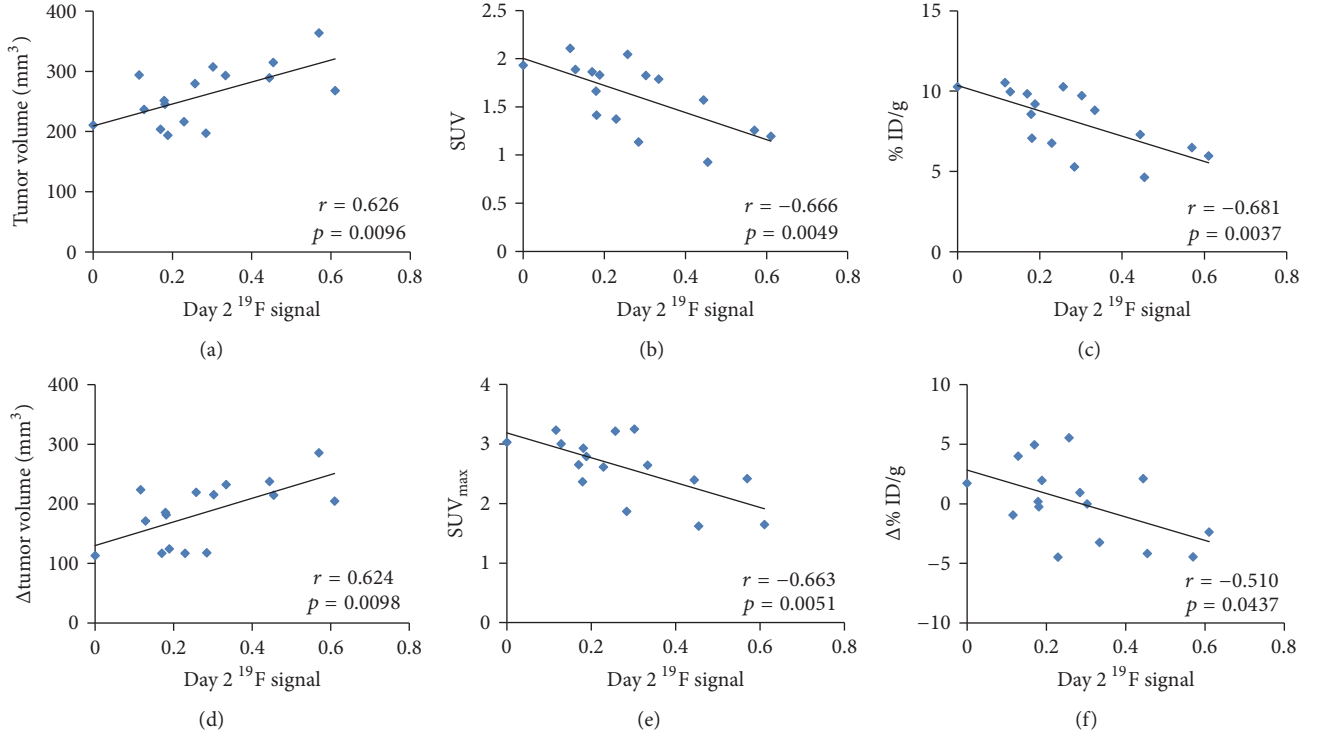 Tumor volume (mm³)
400
300
200
100
0
0 0.2 0.4 0.6 0.8
r = 0.626
p = 0.0096
Day 2 ¹⁹F signal
(a)
SUV
2.5
2
1.5
1
0.5
0
0 0.2 0.4 0.6 0.8
r = −0.666
p = 0.0049
Day 2 ¹⁹F signal
(b)
% ID/g
15
10
5
0
0 0.2 0.4 0.6 0.8
r = −0.681
p = 0.0037
Day 2 ¹⁹F signal
(c)
Δtumor volume (mm³)
400
300
200
100
0
0 0.2 0.4 0.6 0.8
r = 0.624
p = 0.0098
Day 2 ¹⁹F signal
(d)
SUVmax
4
3
2
1
0
0 0.2 0.4 0.6 0.8
r = −0.663
p = 0.0051
Day 2 ¹⁹F signal
(e)
Δ% ID/g
10
5
0
−5
−10
0 0.2 0.4 0.6 0.8
r = −0.510
p = 0.0437
Day 2 ¹⁹F signal
(f)